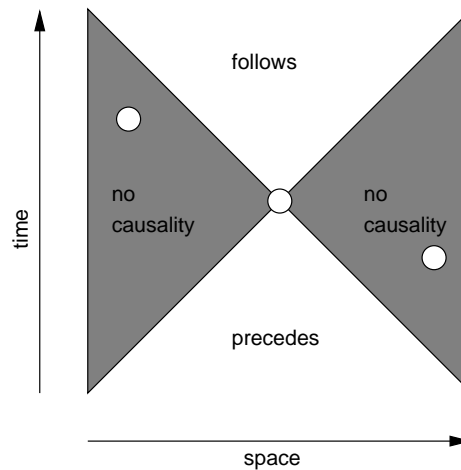 follows
no
causality
no
causality
time
precedes
space